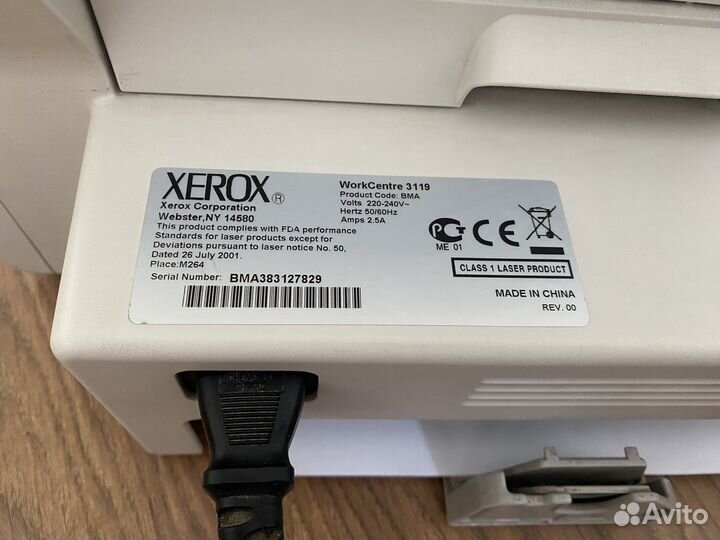 XEROX®
Xerox Corporation
Webster,NY 14580
This product complies with FDA performance
Standards for laser products except for
Deviations pursuant to laser notice No. 50,
Dated 26 July 2001.
Place:M264
Serial Number: BMA383127829
WorkCentre 3119
Product Code: BMA
Volts 220-240V~
Hertz 50/60Hz
Amps 2.5A
ME 01
CE
CLASS 1 LASER PRODUCT
MADE IN CHINA
REV. 00
Avito